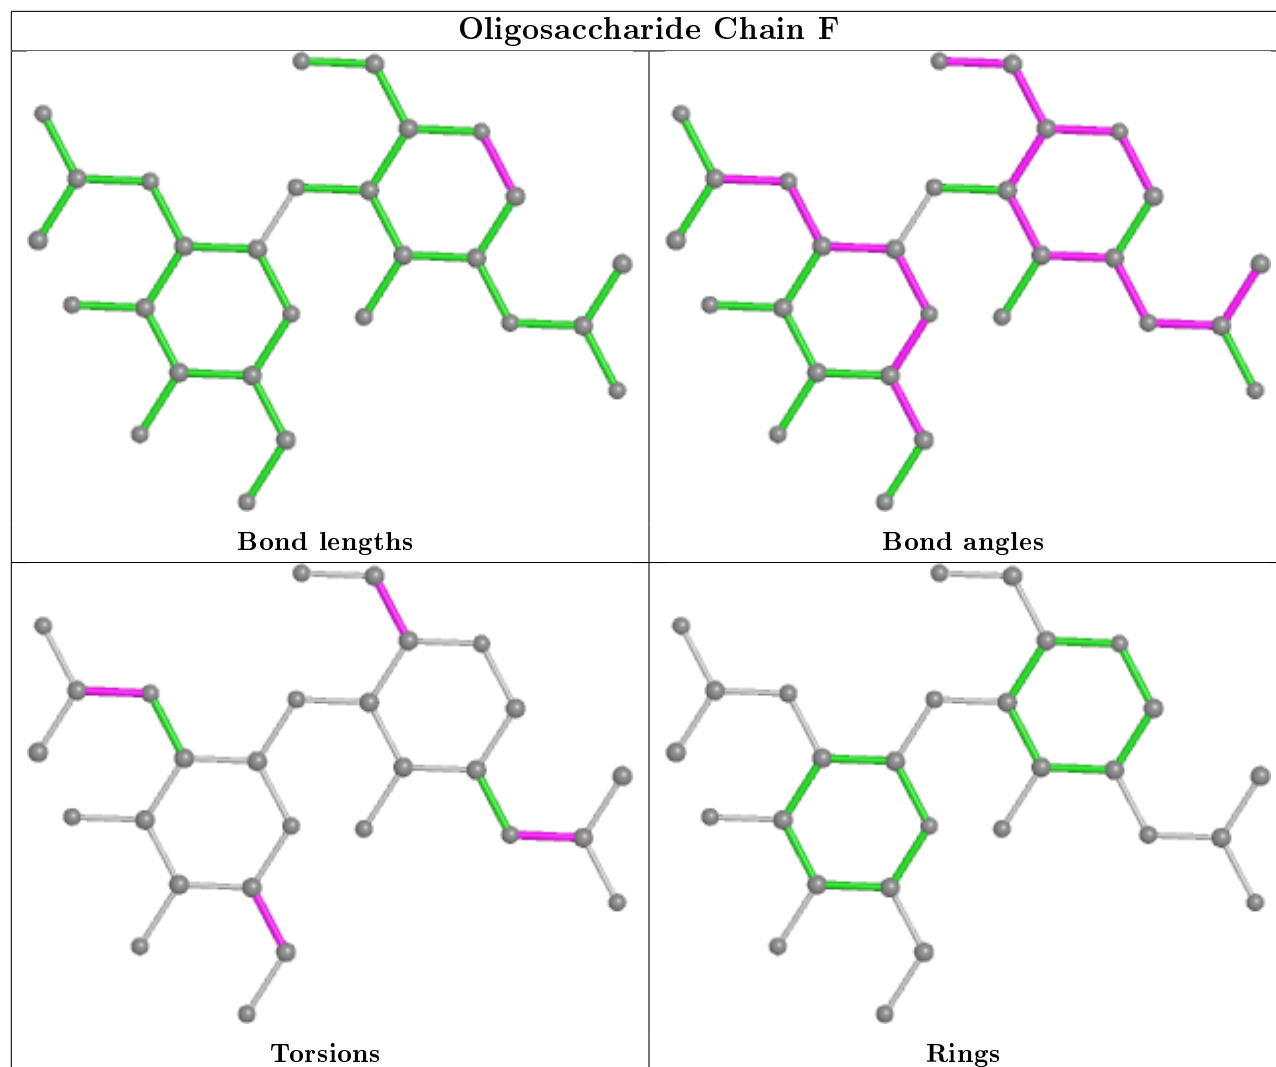 Oligosaccharide Chain F
Bond lengths
Bond angles
Torsions
Rings